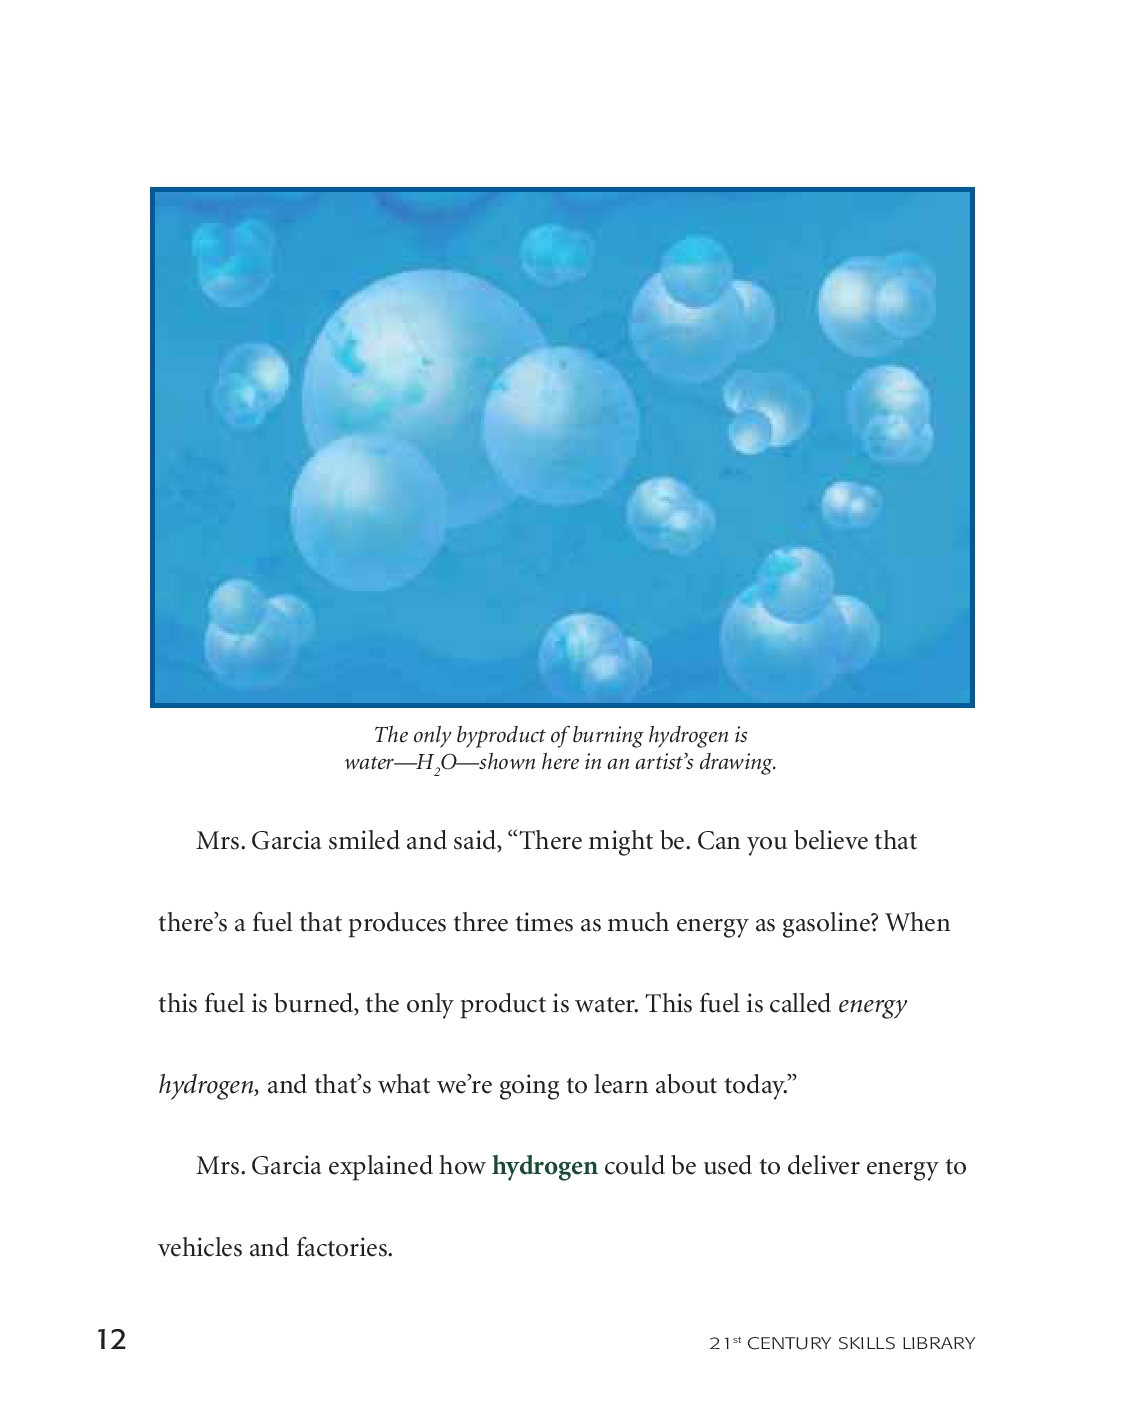 The only byproduct of burning hydrogen is
water—H₂O—shown here in an artist’s drawing.
Mrs. Garcia smiled and said, “There might be. Can you believe that
there’s a fuel that produces three times as much energy as gasoline? When
this fuel is burned, the only product is water. This fuel is called energy
hydrogen, and that’s what we’re going to learn about today.”
Mrs. Garcia explained how hydrogen could be used to deliver energy to
vehicles and factories.
12
21st CENTURY SKILLS LIBRARY